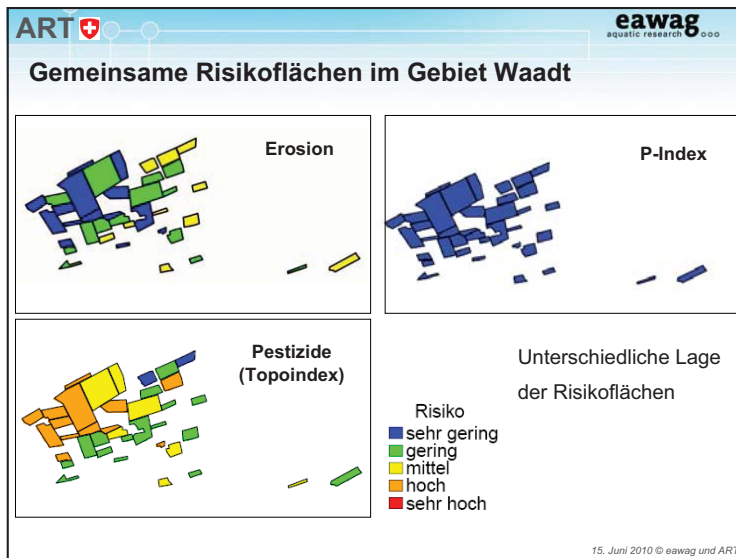 ART
eawag
aquatic research
Gemeinsame Risikoflächen im Gebiet Waadt
Erosion
P-Index
Pestizide
(Topoindex)
Unterschiedliche Lage
der Risikoflächen
Risiko
sehr gering
gering
mittel
hoch
sehr hoch
15. Juni 2010 © eawag und ART